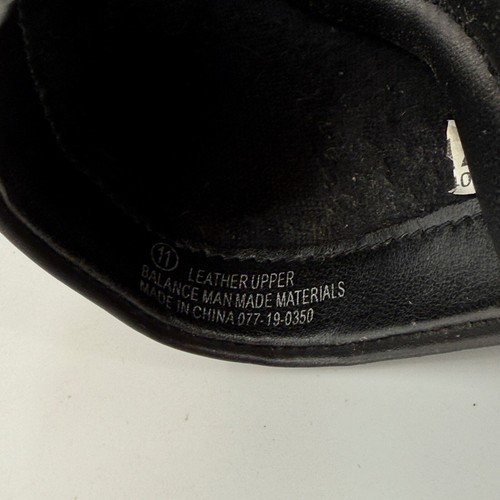 11 LEATHER UPPER
BALANCE MAN MADE MATERIALS
MADE IN CHINA 077-19-0350